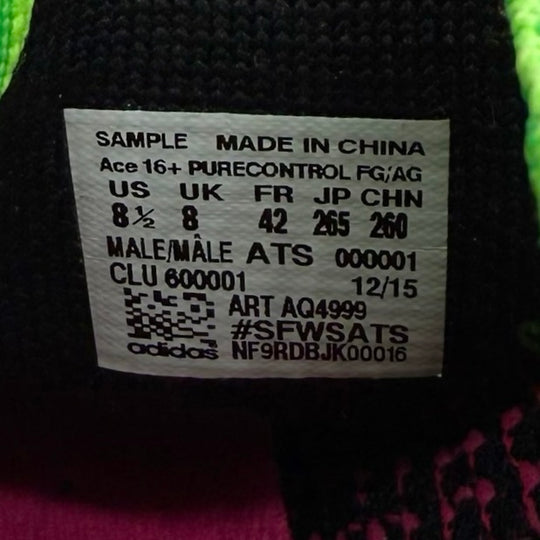 SAMPLE MADE IN CHINA
Ace 16+ PURECONTROL FG/AG
US UK FR JP CHN
8½ 8 42 265 260
MALE/MÂLE ATS 000001
CLU 600001 12/15
ART AQ4999
#SFWSATS
adidas NF9RDBJK00016